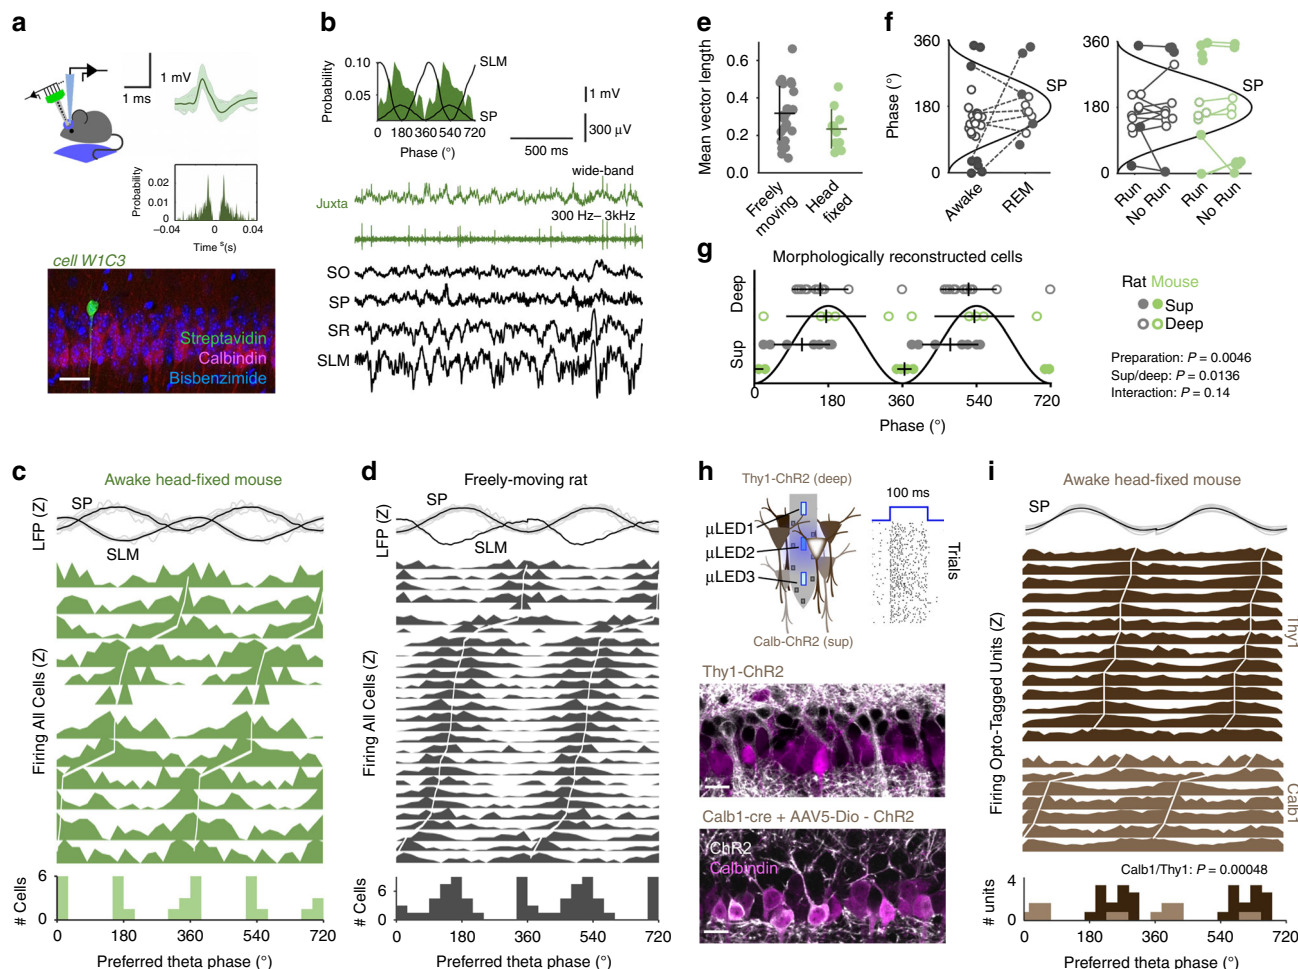 a
1 mV
1 ms
Probability
0.02
0.01
0
−0.04
0
0.04
Time s(s)
cell W1C3
Streptavidin
Calbindin
Bisbenzimide
b
Probability
0.10
0.05
SLM
SP
0 180 360 540 720
Phase (°)
1 mV
300 µV
500 ms
wide-band
Juxta
300 Hz– 3kHz
SO
SP
SR
SLM
e
Mean vector length
0.6
0.4
0.2
0
Freely moving
Head fixed
f
Phase (°)
360
180
0
SP
Awake
REM
360
180
0
SP
Run
No Run
Run
No Run
g
Morphologically reconstructed cells
Deep
Sup
0 180 360 540 720
Phase (°)
Rat Mouse
Sup
Deep
Preparation: P = 0.0046
Sup/deep: P = 0.0136
Interaction: P = 0.14
c
Awake head-fixed mouse
LFP (Z)
SP
SLM
Firing All Cells (Z)
# Cells
6
0
0 180 360 540 720
Preferred theta phase (°)
d
Freely-moving rat
LFP (Z)
SP
SLM
Firing All Cells (Z)
# Cells
6
0
0 180 360 540 720
Preferred theta phase (°)
h
Thy1-ChR2 (deep)
µLED1
µLED2
µLED3
Calb-ChR2 (sup)
100 ms
Trials
Thy1-ChR2
Calb1-cre + AAV5-Dio - ChR2
ChR2
Calbindin
i
Awake head-fixed mouse
SP
Firing Opto-Tagged Units (Z)
Thy1
Calb1
Calb1/Thy1: P = 0.00048
# units
4
0
0 180 360 540 720
Preferred theta phase (°)